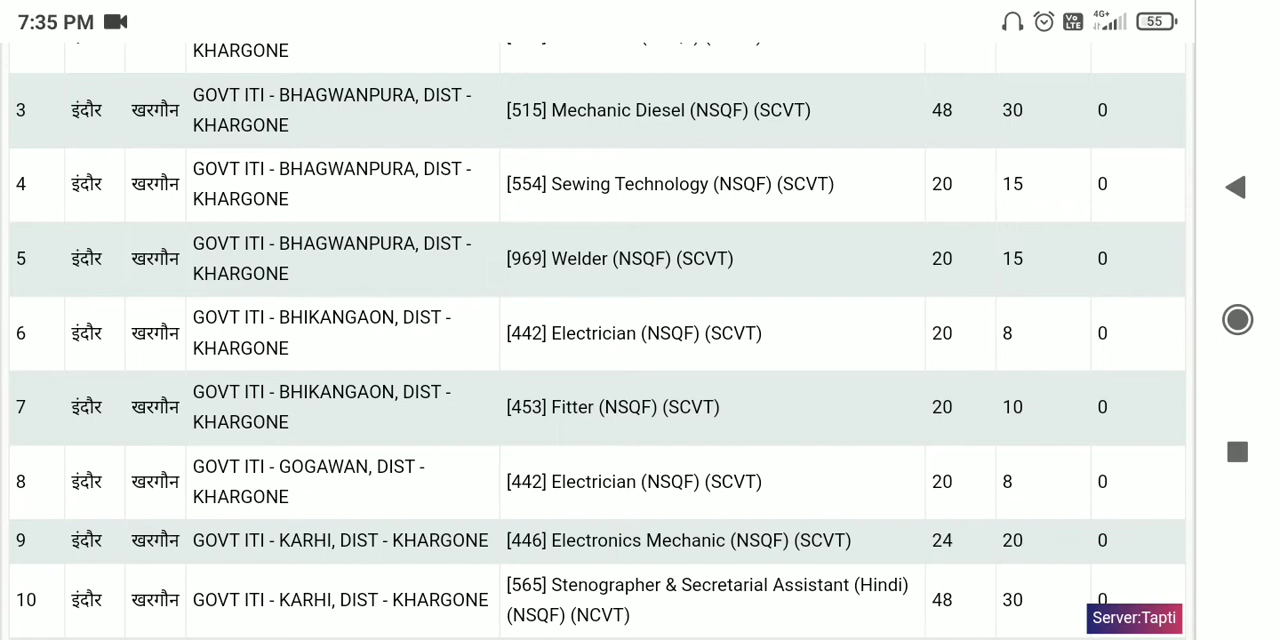 7:35 PM
Vo LTE 4G+ 55
KHARGONE
3 इंदौर खरगौन GOVT ITI - BHAGWANPURA, DIST - KHARGONE [515] Mechanic Diesel (NSQF) (SCVT) 48 30 0
4 इंदौर खरगौन GOVT ITI - BHAGWANPURA, DIST - KHARGONE [554] Sewing Technology (NSQF) (SCVT) 20 15 0
5 इंदौर खरगौन GOVT ITI - BHAGWANPURA, DIST - KHARGONE [969] Welder (NSQF) (SCVT) 20 15 0
6 इंदौर खरगौन GOVT ITI - BHIKANGAON, DIST - KHARGONE [442] Electrician (NSQF) (SCVT) 20 8 0
7 इंदौर खरगौन GOVT ITI - BHIKANGAON, DIST - KHARGONE [453] Fitter (NSQF) (SCVT) 20 10 0
8 इंदौर खरगौन GOVT ITI - GOGAWAN, DIST - KHARGONE [442] Electrician (NSQF) (SCVT) 20 8 0
9 इंदौर खरगौन GOVT ITI - KARHI, DIST - KHARGONE [446] Electronics Mechanic (NSQF) (SCVT) 24 20 0
10 इंदौर खरगौन GOVT ITI - KARHI, DIST - KHARGONE [565] Stenographer & Secretarial Assistant (Hindi) (NSQF) (NCVT) 48 30 0
Server:Tapti